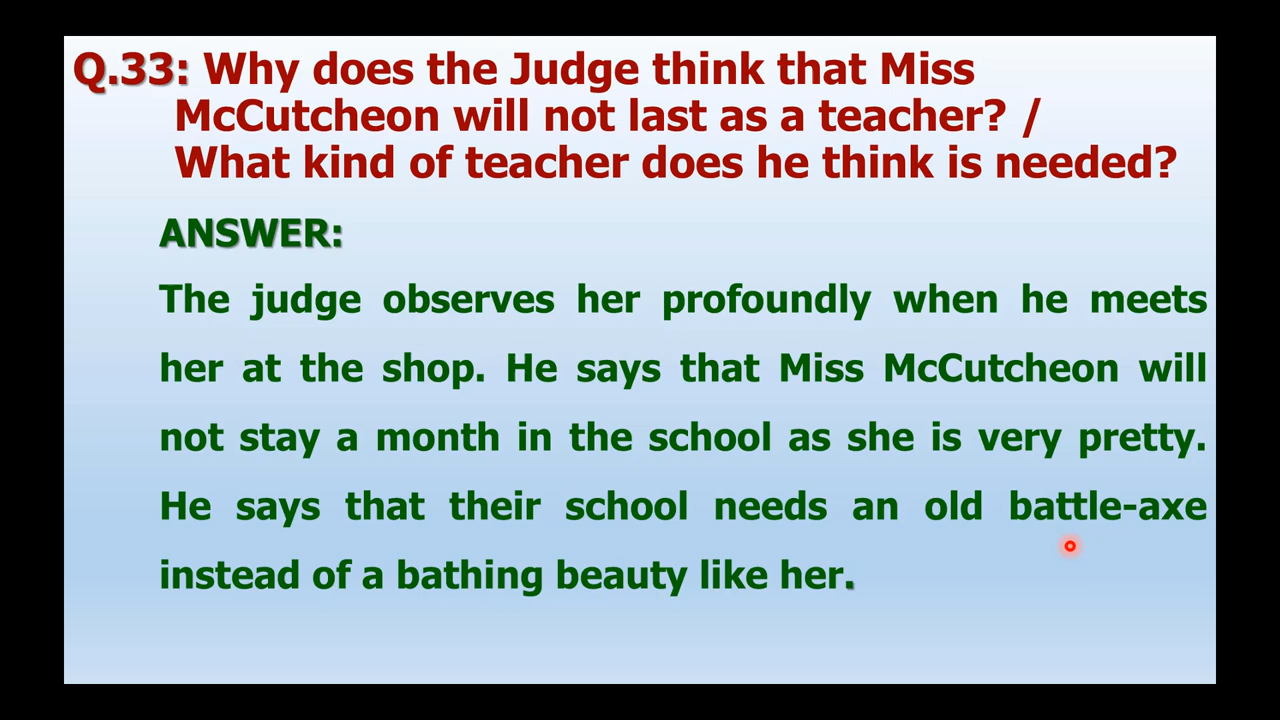 Q.33: Why does the Judge think that Miss
McCutcheon will not last as a teacher? /
What kind of teacher does he think is needed?
ANSWER:
The judge observes her profoundly when he meets
her at the shop. He says that Miss McCutcheon will
not stay a month in the school as she is very pretty.
He says that their school needs an old battle-axe
instead of a bathing beauty like her.